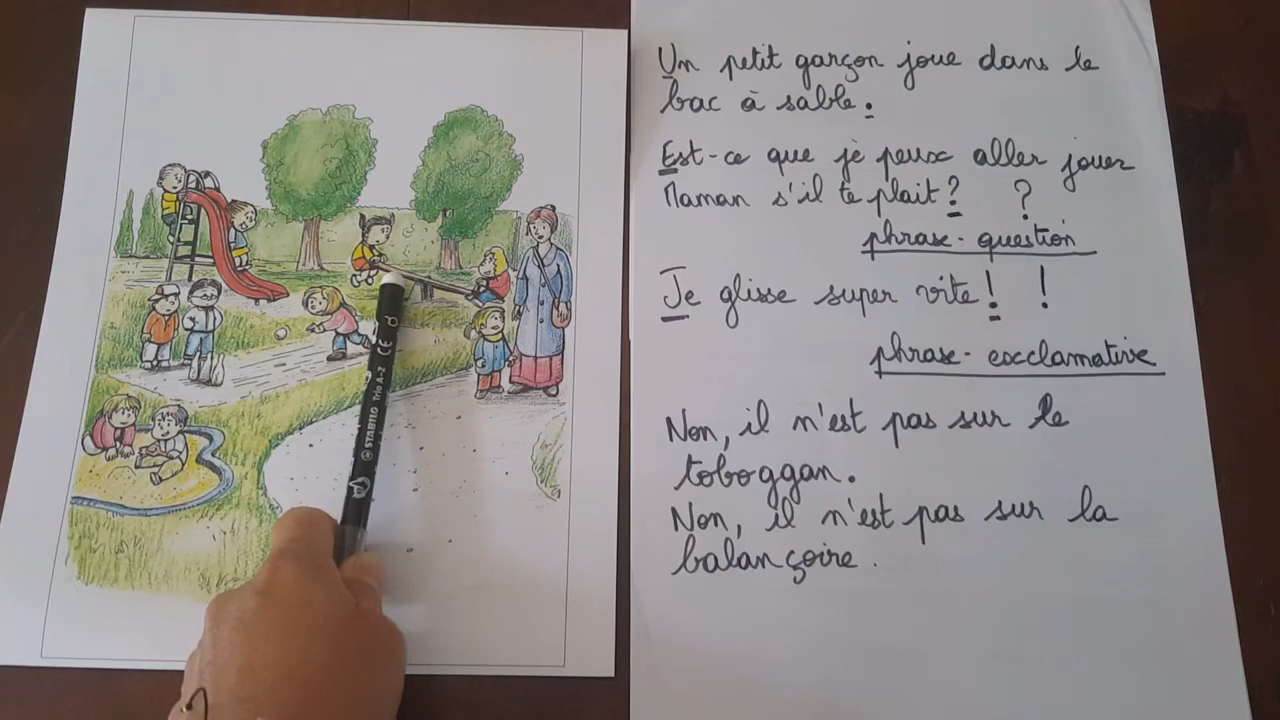 Un petit garçon joue dans le
bac à sable.
Est-ce que je peux aller jouer
Maman s'il te plait ? ?
phrase-question
Je glisse super vite ! !
phrase-exclamative
Non, il n'est pas sur le
toboggan.
Non, il n'est pas sur la
balançoire.
STABILO Trio A-Z CE